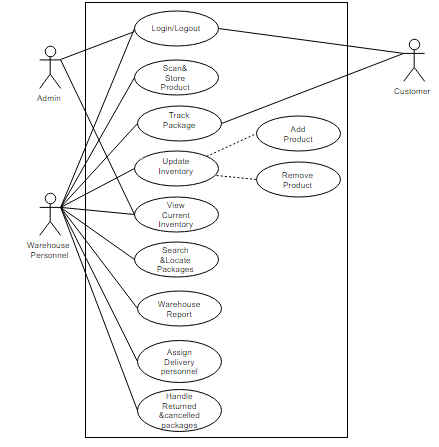 Login/Logout
Scan&
Store
Product
Admin
Customer
Track
Package
Add
Product
Update
Inventory
Remove
Product
View
Current
Inventory
Warehouse
Personnel
Search
&Locate
Packages
Warehouse
Report
Assign
Delivery
personnel
Handle
Returned
&cancelled
packages